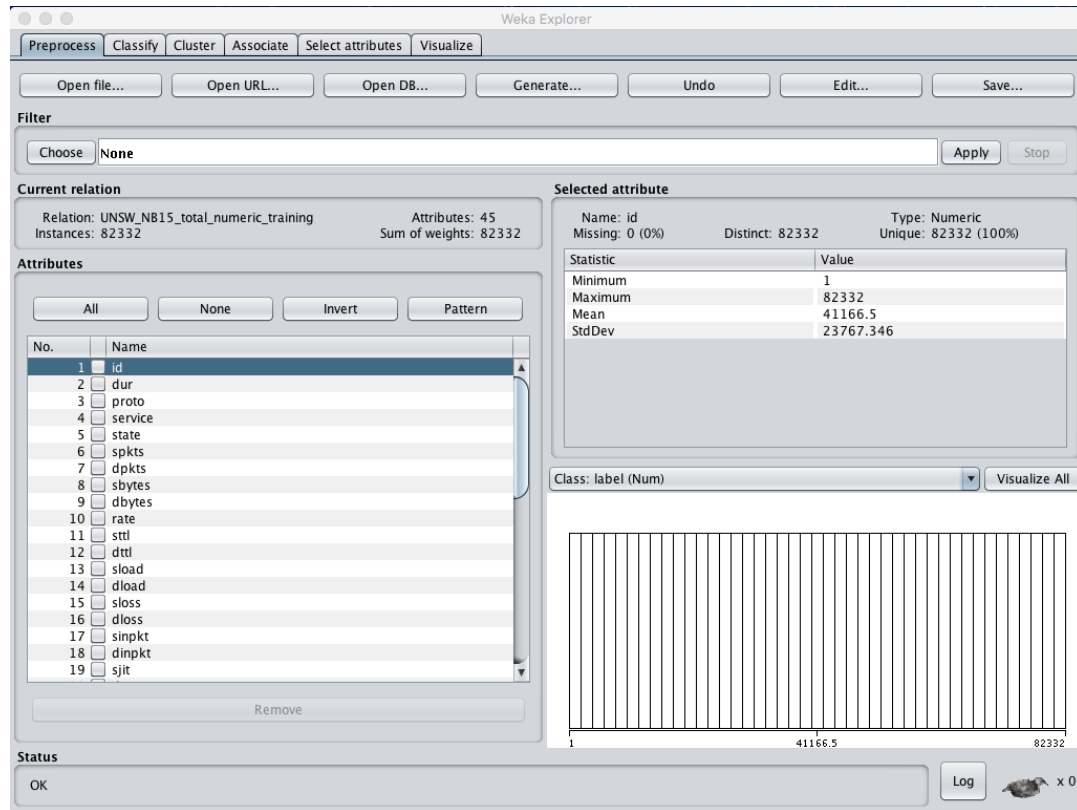 Weka Explorer
Preprocess Classify Cluster Associate Select attributes Visualize
Open file... Open URL... Open DB... Generate... Undo Edit... Save...
Filter
Choose None Apply Stop
Current relation
Relation: UNSW_NB15_total_numeric_training Attributes: 45
Instances: 82332 Sum of weights: 82332
Attributes
All None Invert Pattern
No. Name
1 id
2 dur
3 proto
4 service
5 state
6 spkts
7 dpkts
8 sbytes
9 dbytes
10 rate
11 sttl
12 dttl
13 sload
14 dload
15 sloss
16 dloss
17 sinpkt
18 dinpkt
19 sjit
Remove
Selected attribute
Name: id Type: Numeric
Missing: 0 (0%) Distinct: 82332 Unique: 82332 (100%)
Statistic Value
Minimum 1
Maximum 82332
Mean 41166.5
StdDev 23767.346
Class: label (Num) Visualize All
1 41166.5 82332
Status
OK Log x 0